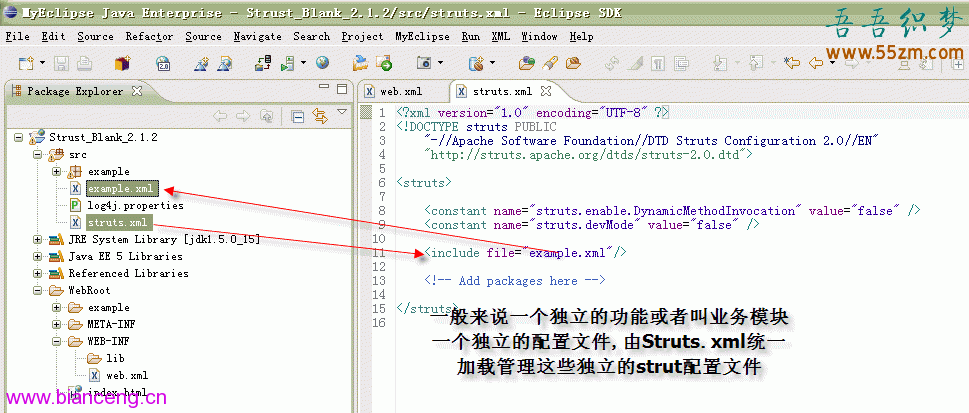 MyEclipse Java Enterprise - Strust_Blank_2.1.2/src/struts.xml - Eclipse SDK
File Edit Source Refactor Source Navigate Search Project MyEclipse Run XML Window Help
吾吾织梦
www.55zm.com
Package Explorer
web.xml
struts.xml
Strust_Blank_2.1.2
src
example
example.xml
log4j.properties
struts.xml
JRE System Library [jdk1.5.0_15]
Java EE 5 Libraries
Referenced Libraries
WebRoot
example
META-INF
WEB-INF
lib
web.xml
index.html
www.bianceng.cn
1 <?xml version="1.0" encoding="UTF-8" ?>
2 <!DOCTYPE struts PUBLIC
3 "-//Apache Software Foundation//DTD Struts Configuration 2.0//EN"
4 "http://struts.apache.org/dtds/struts-2.0.dtd">
5
6 <struts>
7
8 <constant name="struts.enable.DynamicMethodInvocation" value="false" />
9 <constant name="struts.devMode" value="false" />
10
11 <include file="example.xml"/>
12
13 <!-- Add packages here -->
14
15 </struts>
16
一般来说一个独立的功能或者叫业务模块
一个独立的配置文件,由Struts.xml统一
加载管理这些独立的strut配置文件